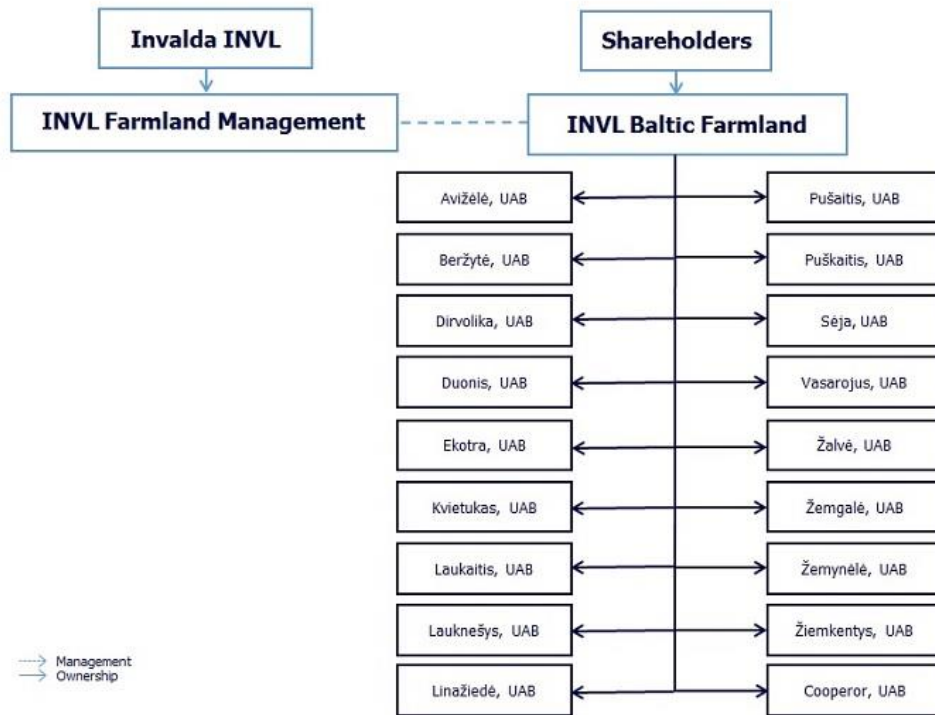 Invalda INVL
Shareholders
INVL Farmland Management
INVL Baltic Farmland
Avižėlė, UAB
Pušaitis, UAB
Beržytė, UAB
Puškaitis, UAB
Dirvolika, UAB
Sėja, UAB
Duonis, UAB
Vasarojus, UAB
Ekotra, UAB
Žalvė, UAB
Kvietukas, UAB
Žemgalė, UAB
Laukaitis, UAB
Žemynėlė, UAB
Lauknešys, UAB
Žiemkentys, UAB
Linažiedė, UAB
Cooperor, UAB
Management
Ownership